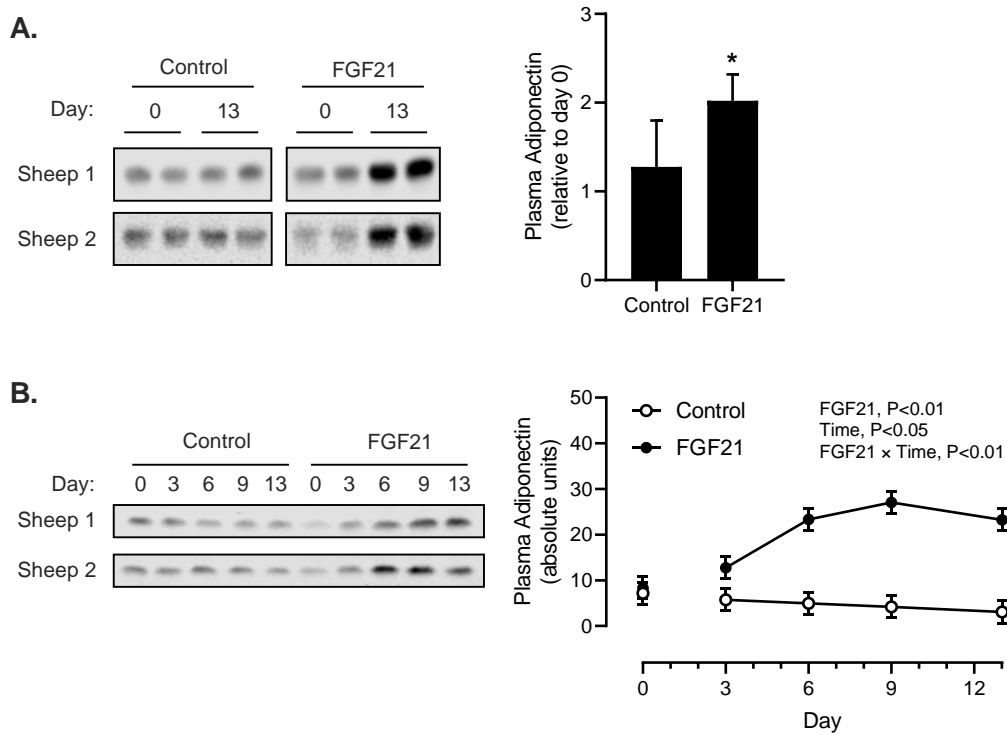 A.
Control FGF21
Day: 0 13 0 13
Sheep 1
Sheep 2
Plasma Adiponectin
(relative to day 0)
3
2
1
0
*
Control FGF21
B.
Control FGF21
Day: 0 3 6 9 13 0 3 6 9 13
Sheep 1
Sheep 2
Plasma Adiponectin
(absolute units)
50
40
30
20
10
0
Control
FGF21
FGF21, P<0.01
Time, P<0.05
FGF21 × Time, P<0.01
0 3 6 9 12
Day